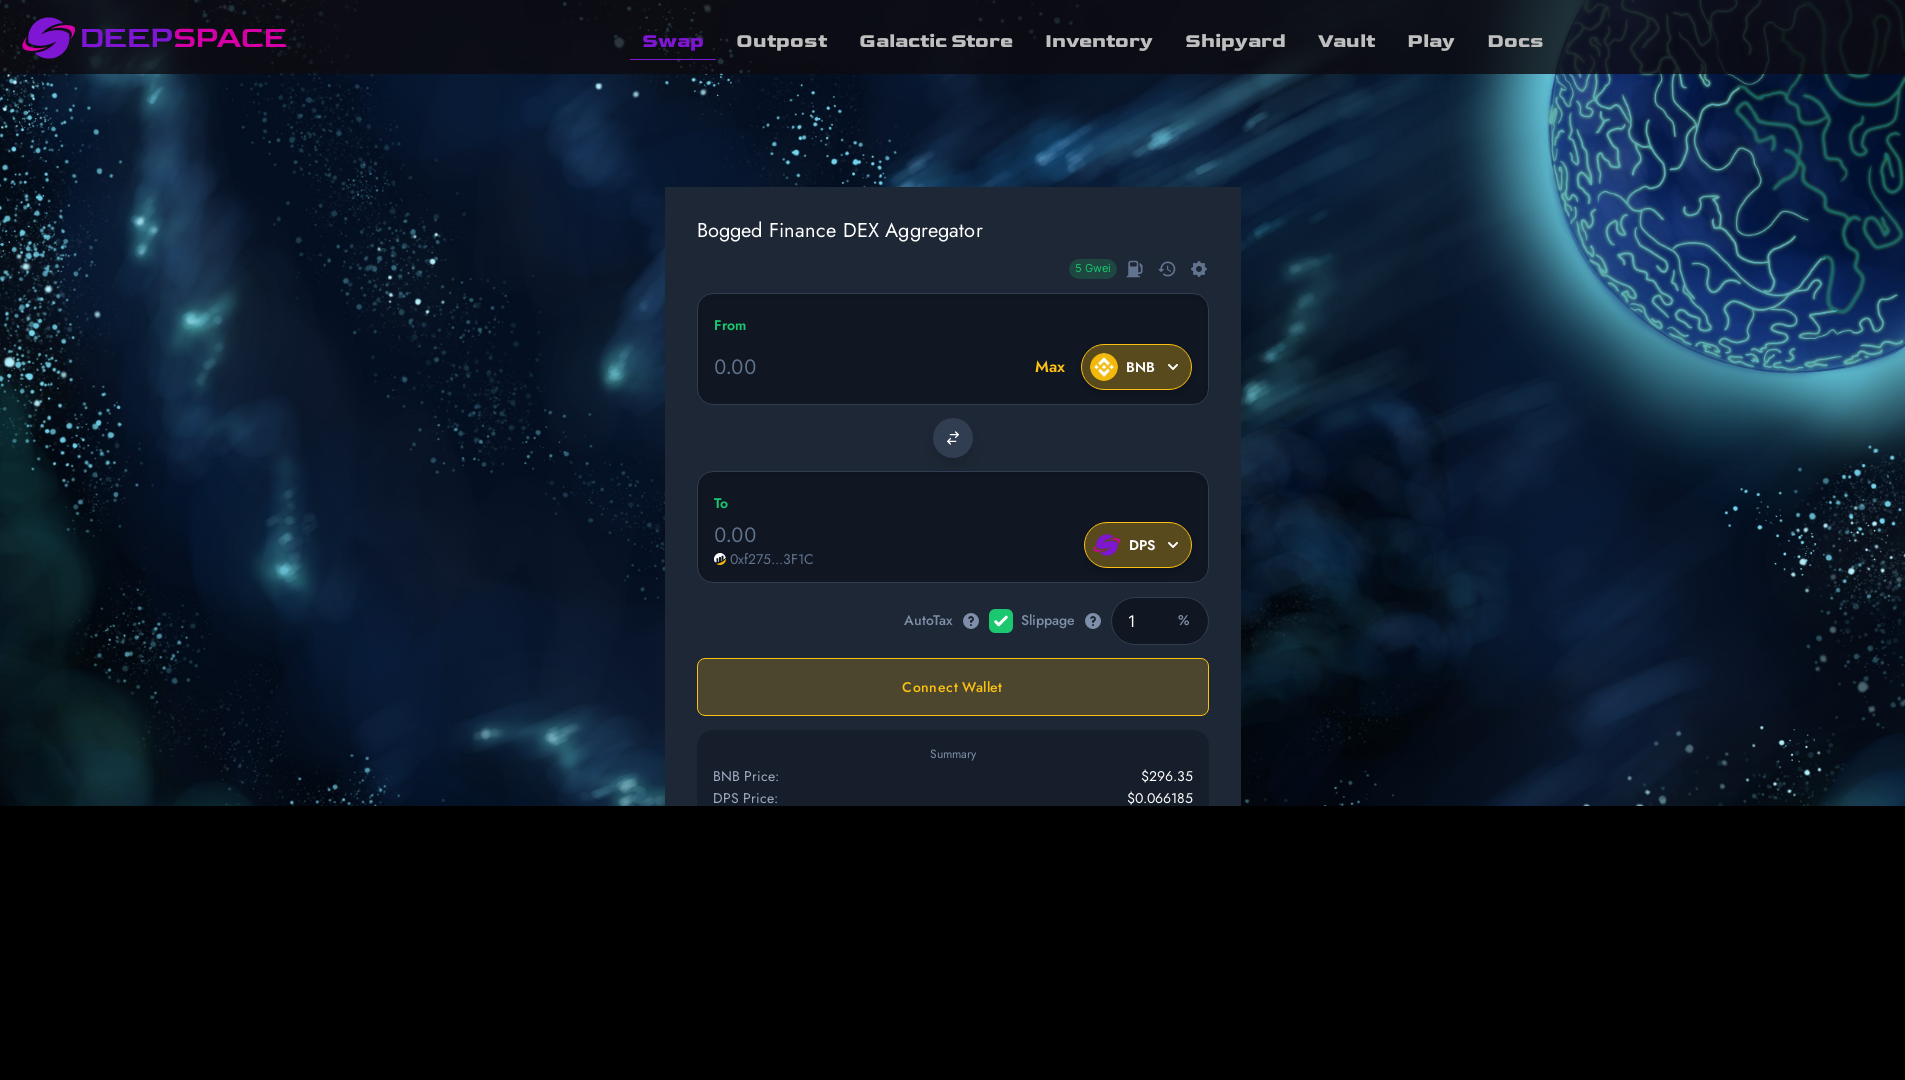 DEEPSPACE
Swap Outpost Galactic Store Inventory Shipyard Vault Play Docs
Bogged Finance DEX Aggregator
5 Gwei
From
0.00 Max BNB
To
0.00
0xf275...3F1C
DPS
AutoTax Slippage 1 %
Connect Wallet
Summary
BNB Price: $296.35
DPS Price: $0.066185